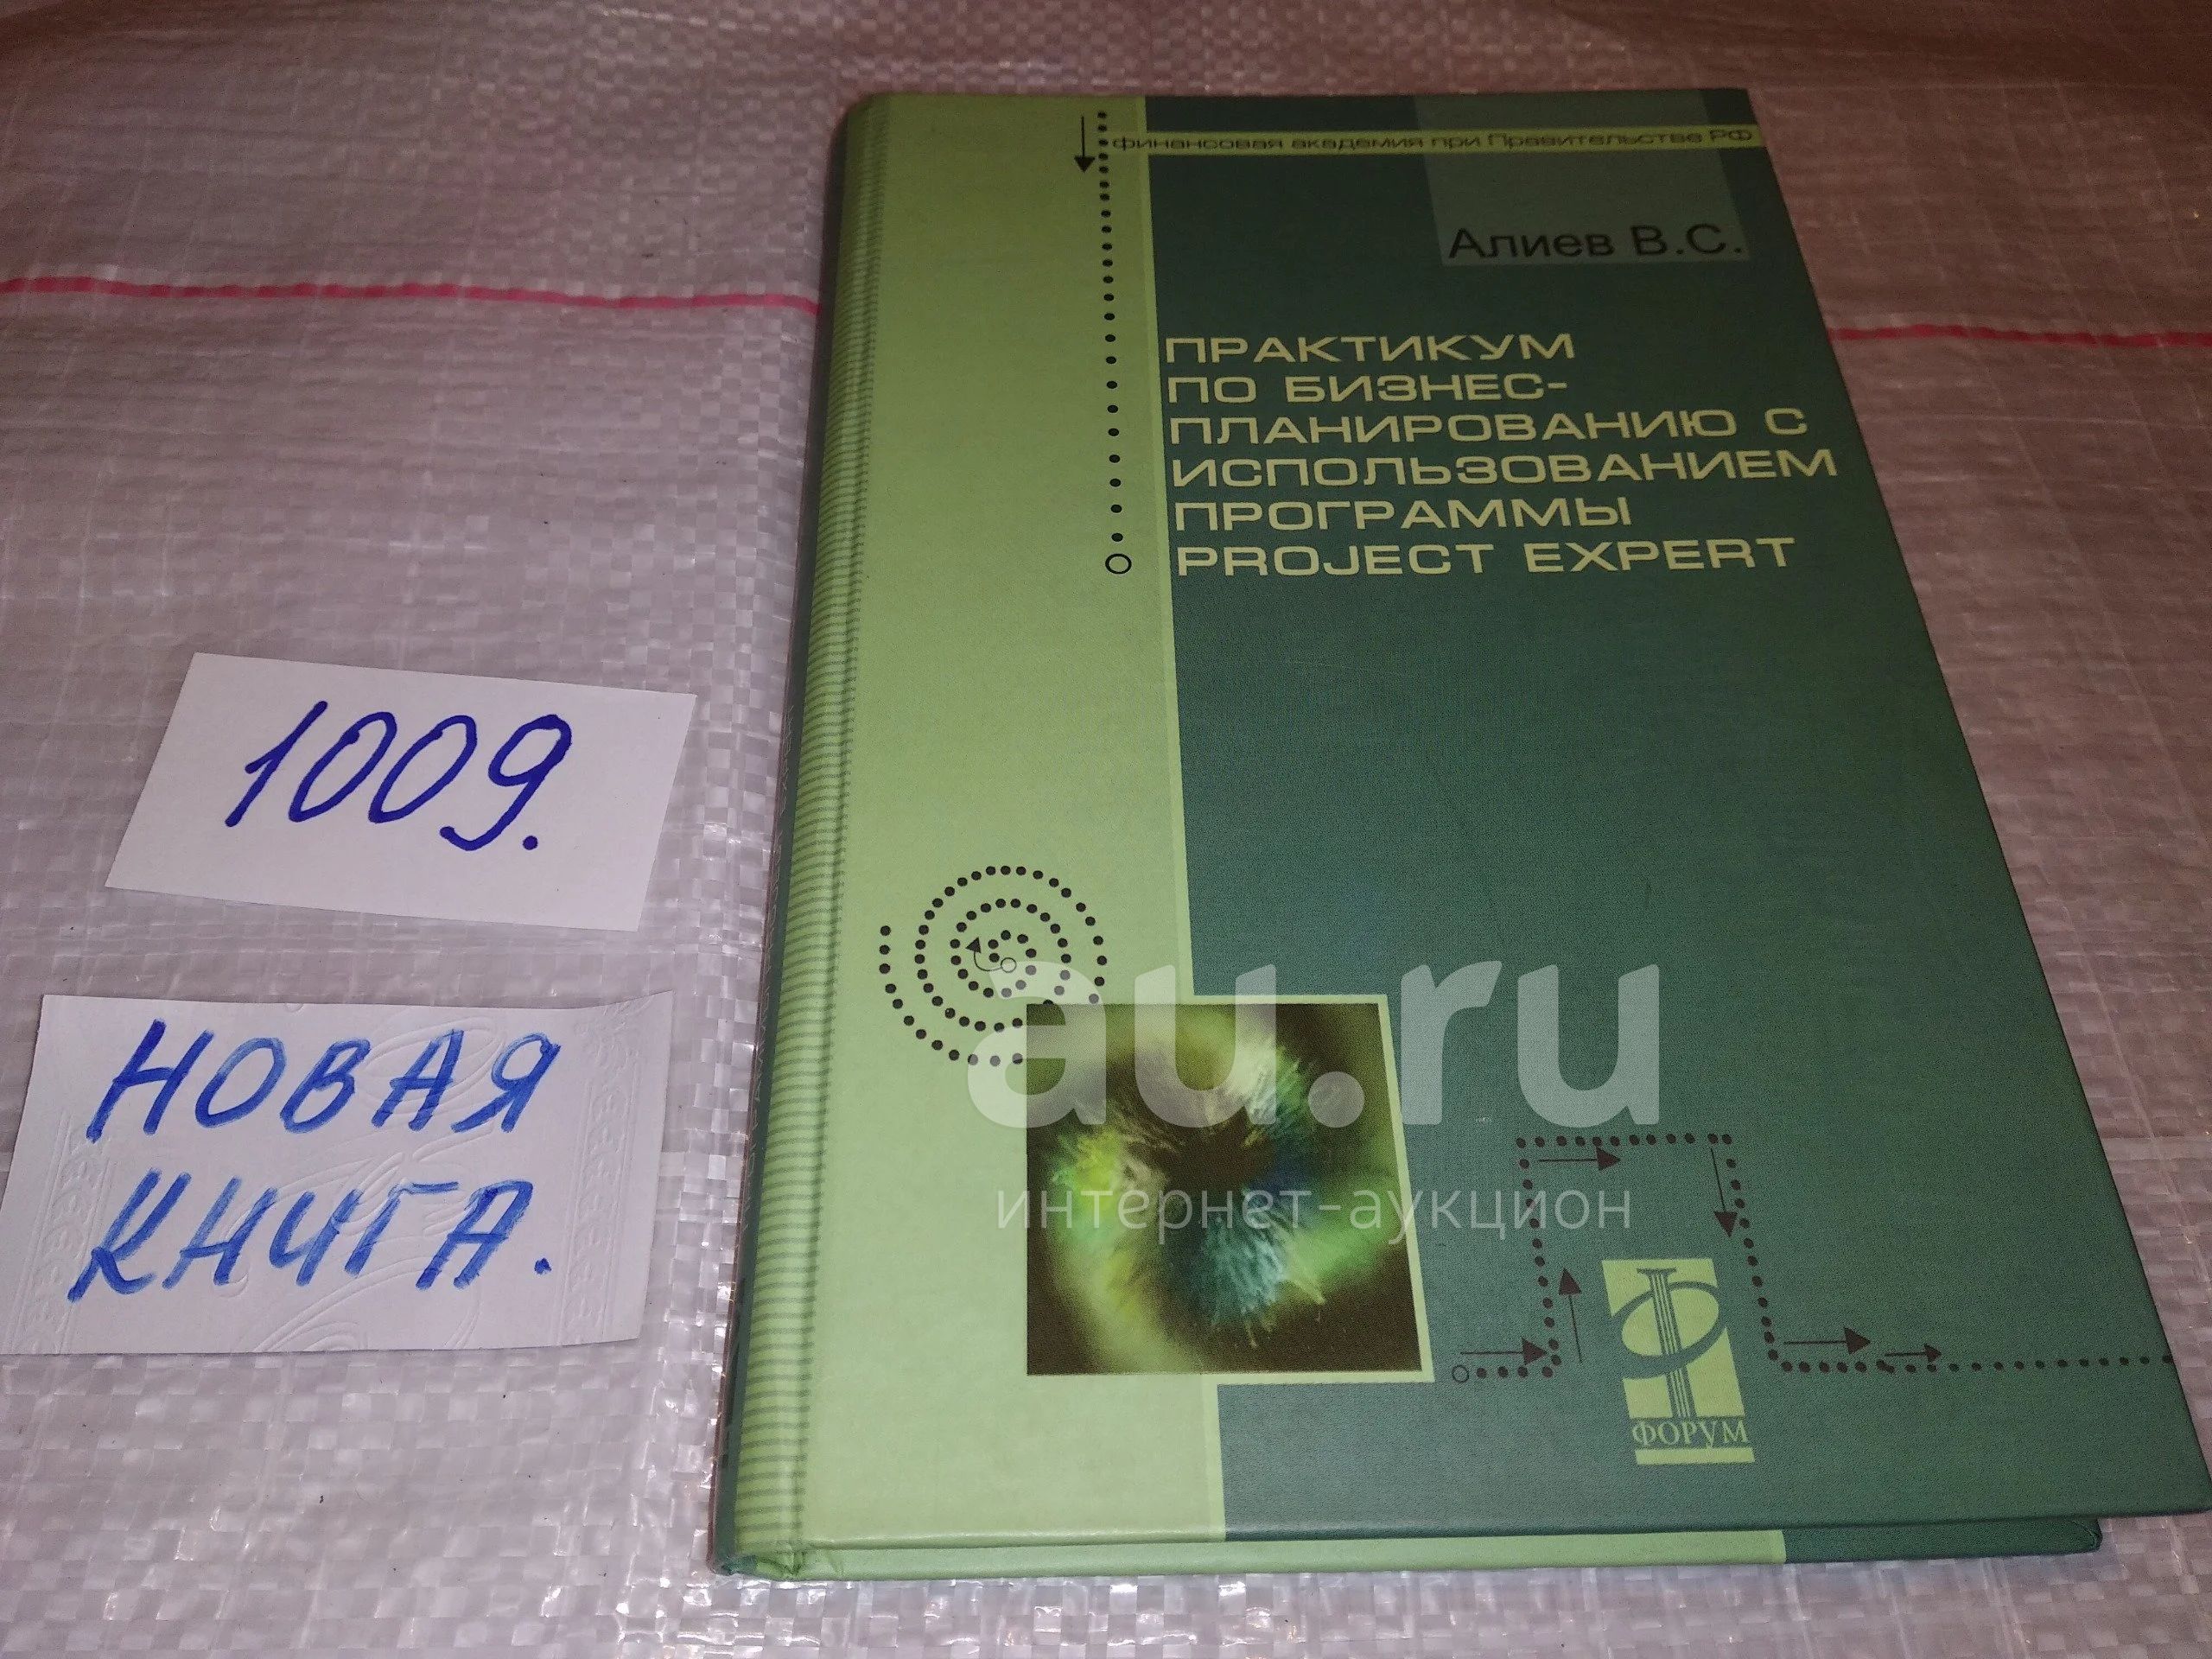 финансовая академия при Правительстве РФ
Алиев В.С.
ПРАКТИКУМ
ПО БИЗНЕС-
ПЛАНИРОВАНИЮ С
ИСПОЛЬЗОВАНИЕМ
ПРОГРАММЫ
PROJECT EXPERT
1009.
НОВАЯ
КНИГА.
au.ru
интернет-аукцион
ФОРУМ